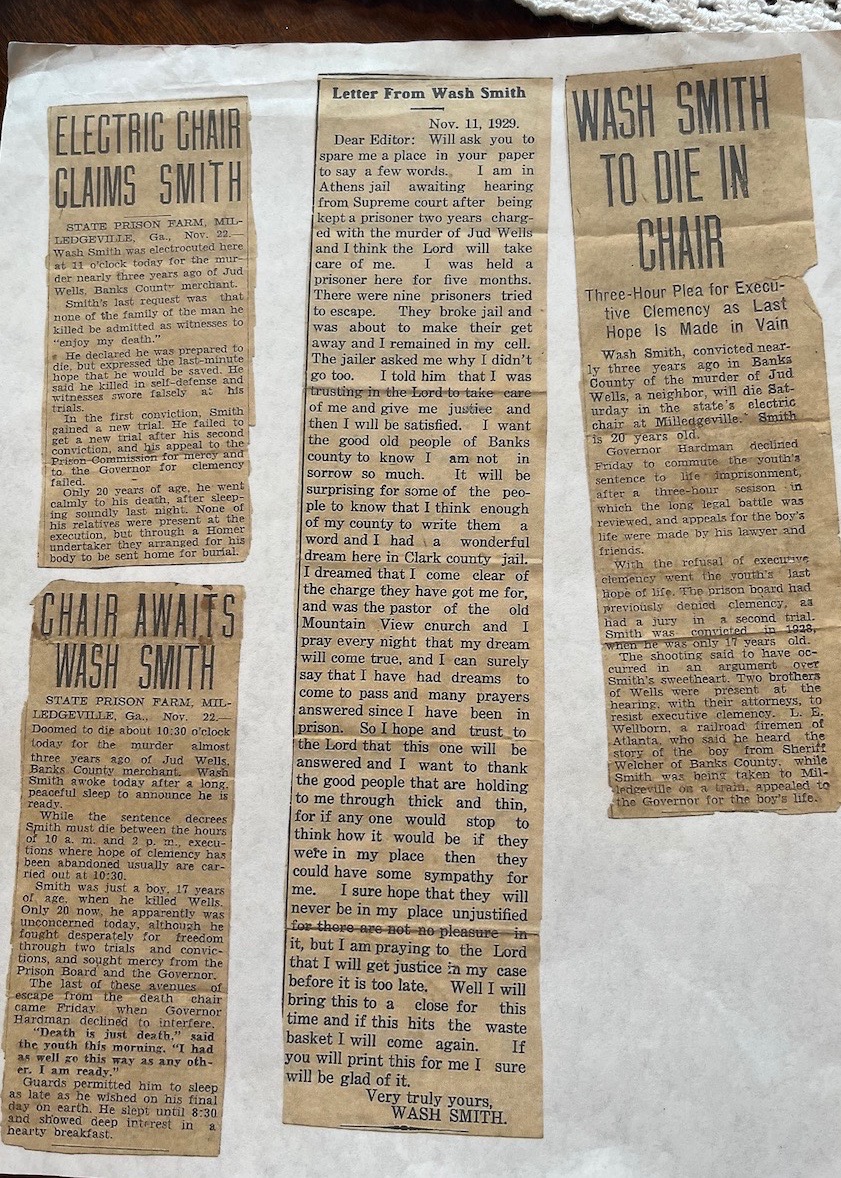 ELECTRIC CHAIR
CLAIMS SMITH
STATE PRISON FARM, MIL-
LEDGEVILLE, Ga., Nov. 22.—
Wash Smith was electrocuted here
at 11 o'clock today for the mur-
der nearly three years ago of Jud
Wells, Banks County merchant.
Smith's last request was that
none of the family of the man he
killed be admitted as witnesses to
"enjoy my death."
He declared he was prepared to
die, but expressed the last-minute
hope that he would be saved. He
said he killed in self-defense and
witnesses swore falsely at his
trials.
In the first conviction, Smith
gained a new trial. He failed to
get a new trial after his second
conviction, and his appeal to the
Prison Commission for mercy and
to the Governor for clemency
failed.
Only 20 years of age, he went
calmly to his death, after sleep-
ing soundly last night. None of
his relatives were present at the
execution, but through a Homer
undertaker they arranged for his
body to be sent home for burial.
CHAIR AWAITS
WASH SMITH
STATE PRISON FARM, MIL-
LEDGEVILLE, Ga., Nov. 22.—
Doomed to die about 10:30 o'clock
today for the murder almost
three years ago of Jud Wells,
Banks County merchant. Wash
Smith awoke today after a long,
peaceful sleep to announce he is
ready.
While the sentence decrees
Smith must die between the hours
of 10 a. m. and 2 p. m., execu-
tions where hope of clemency has
been abandoned usually are car-
ried out at 10:30.
Smith was just a boy, 17 years
of age, when he killed Wells.
Only 20 now, he apparently was
unconcerned today, although he
fought desperately for freedom
through two trials and convic-
tions, and sought mercy from the
Prison Board and the Governor.
The last of these avenues of
escape from the death chair
came Friday, when Governor
Hardman declined to interfere.
"Death is just death," said
the youth this morning. "I had
as well go this way as any oth-
er. I am ready."
Guards permitted him to sleep
as late as he wished on his final
day on earth. He slept until 8:30
and showed deep interest in a
hearty breakfast.
Letter From Wash Smith
Nov. 11, 1929.
Dear Editor: Will ask you to
spare me a place in your paper
to say a few words. I am in
Athens jail awaiting hearing
from Supreme court after being
kept a prisoner two years charg-
ed with the murder of Jud Wells
and I think the Lord will take
care of me. I was held a
prisoner here for five months.
There were nine prisoners tried
to escape. They broke jail and
was about to make their get
away and I remained in my cell.
The jailer asked me why I didn't
go too. I told him that I was
trusting in the Lord to take care
of me and give me justice and
then I will be satisfied. I want
the good old people of Banks
county to know I am not in
sorrow so much. It will be
surprising for some of the peo-
ple to know that I think enough
of my county to write them a
word and I had a wonderful
dream here in Clark county jail.
I dreamed that I come clear of
the charge they have got me for,
and was the pastor of the old
Mountain View church and I
pray every night that my dream
will come true, and I can surely
say that I have had dreams to
come to pass and many prayers
answered since I have been in
prison. So I hope and trust to
the Lord that this one will be
answered and I want to thank
the good people that are holding
to me through thick and thin,
for if any one would stop to
think how it would be if they
were in my place then they
could have some sympathy for
me. I sure hope that they will
never be in my place unjustified
for there are not no pleasure in
it, but I am praying to the Lord
that I will get justice in my case
before it is too late. Well I will
bring this to a close for this
time and if this hits the waste
basket I will come again. If
you will print this for me I sure
will be glad of it.
Very truly yours,
WASH SMITH.
WASH SMITH
TO DIE IN
CHAIR
Three-Hour Plea for Execu-
tive Clemency as Last
Hope Is Made in Vain
Wash Smith, convicted near-
ly three years ago in Banks
County of the murder of Jud
Wells, a neighbor, will die Sat-
urday in the state's electric
chair at Milledgeville. Smith
is 20 years old.
Governor Hardman declined
Friday to commute the youth's
sentence to life imprisonment,
after a three-hour sesison in
which the long legal battle was
reviewed, and appeals for the boy's
life were made by his lawyer and
friends.
With the refusal of executive
clemency went the youth's last
hope of life. The prison board had
previously denied clemency, as
had a jury in a second trial.
Smith was convicted in 1928,
when he was only 17 years old.
The shooting said to have oc-
curred in an argument over
Smith's sweetheart. Two brothers
of Wells were present at the
hearing, with their attorneys, to
resist executive clemency. L. E.
Wellborn, a railroad firemen of
Atlanta, who said he heard the
story of the boy from Sheriff
Welcher of Banks County, while
Smith was being taken to Mil-
ledgeville on a train, appealed to
the Governor for the boy's life.